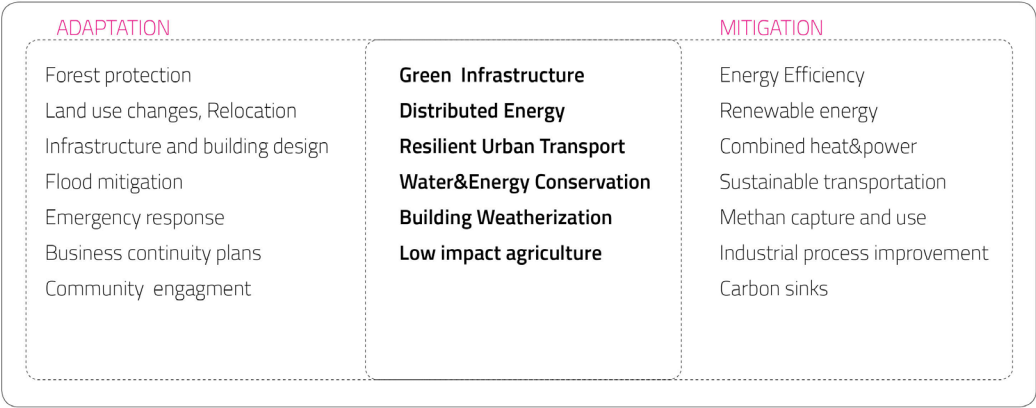 ADAPTATION
Forest protection
Land use changes, Relocation
Infrastructure and building design
Flood mitigation
Emergency response
Business continuity plans
Community engagment
Green Infrastructure
Distributed Energy
Resilient Urban Transport
Water&Energy Conservation
Building Weatherization
Low impact agriculture
MITIGATION
Energy Efficiency
Renewable energy
Combined heat&power
Sustainable transportation
Methan capture and use
Industrial process improvement
Carbon sinks